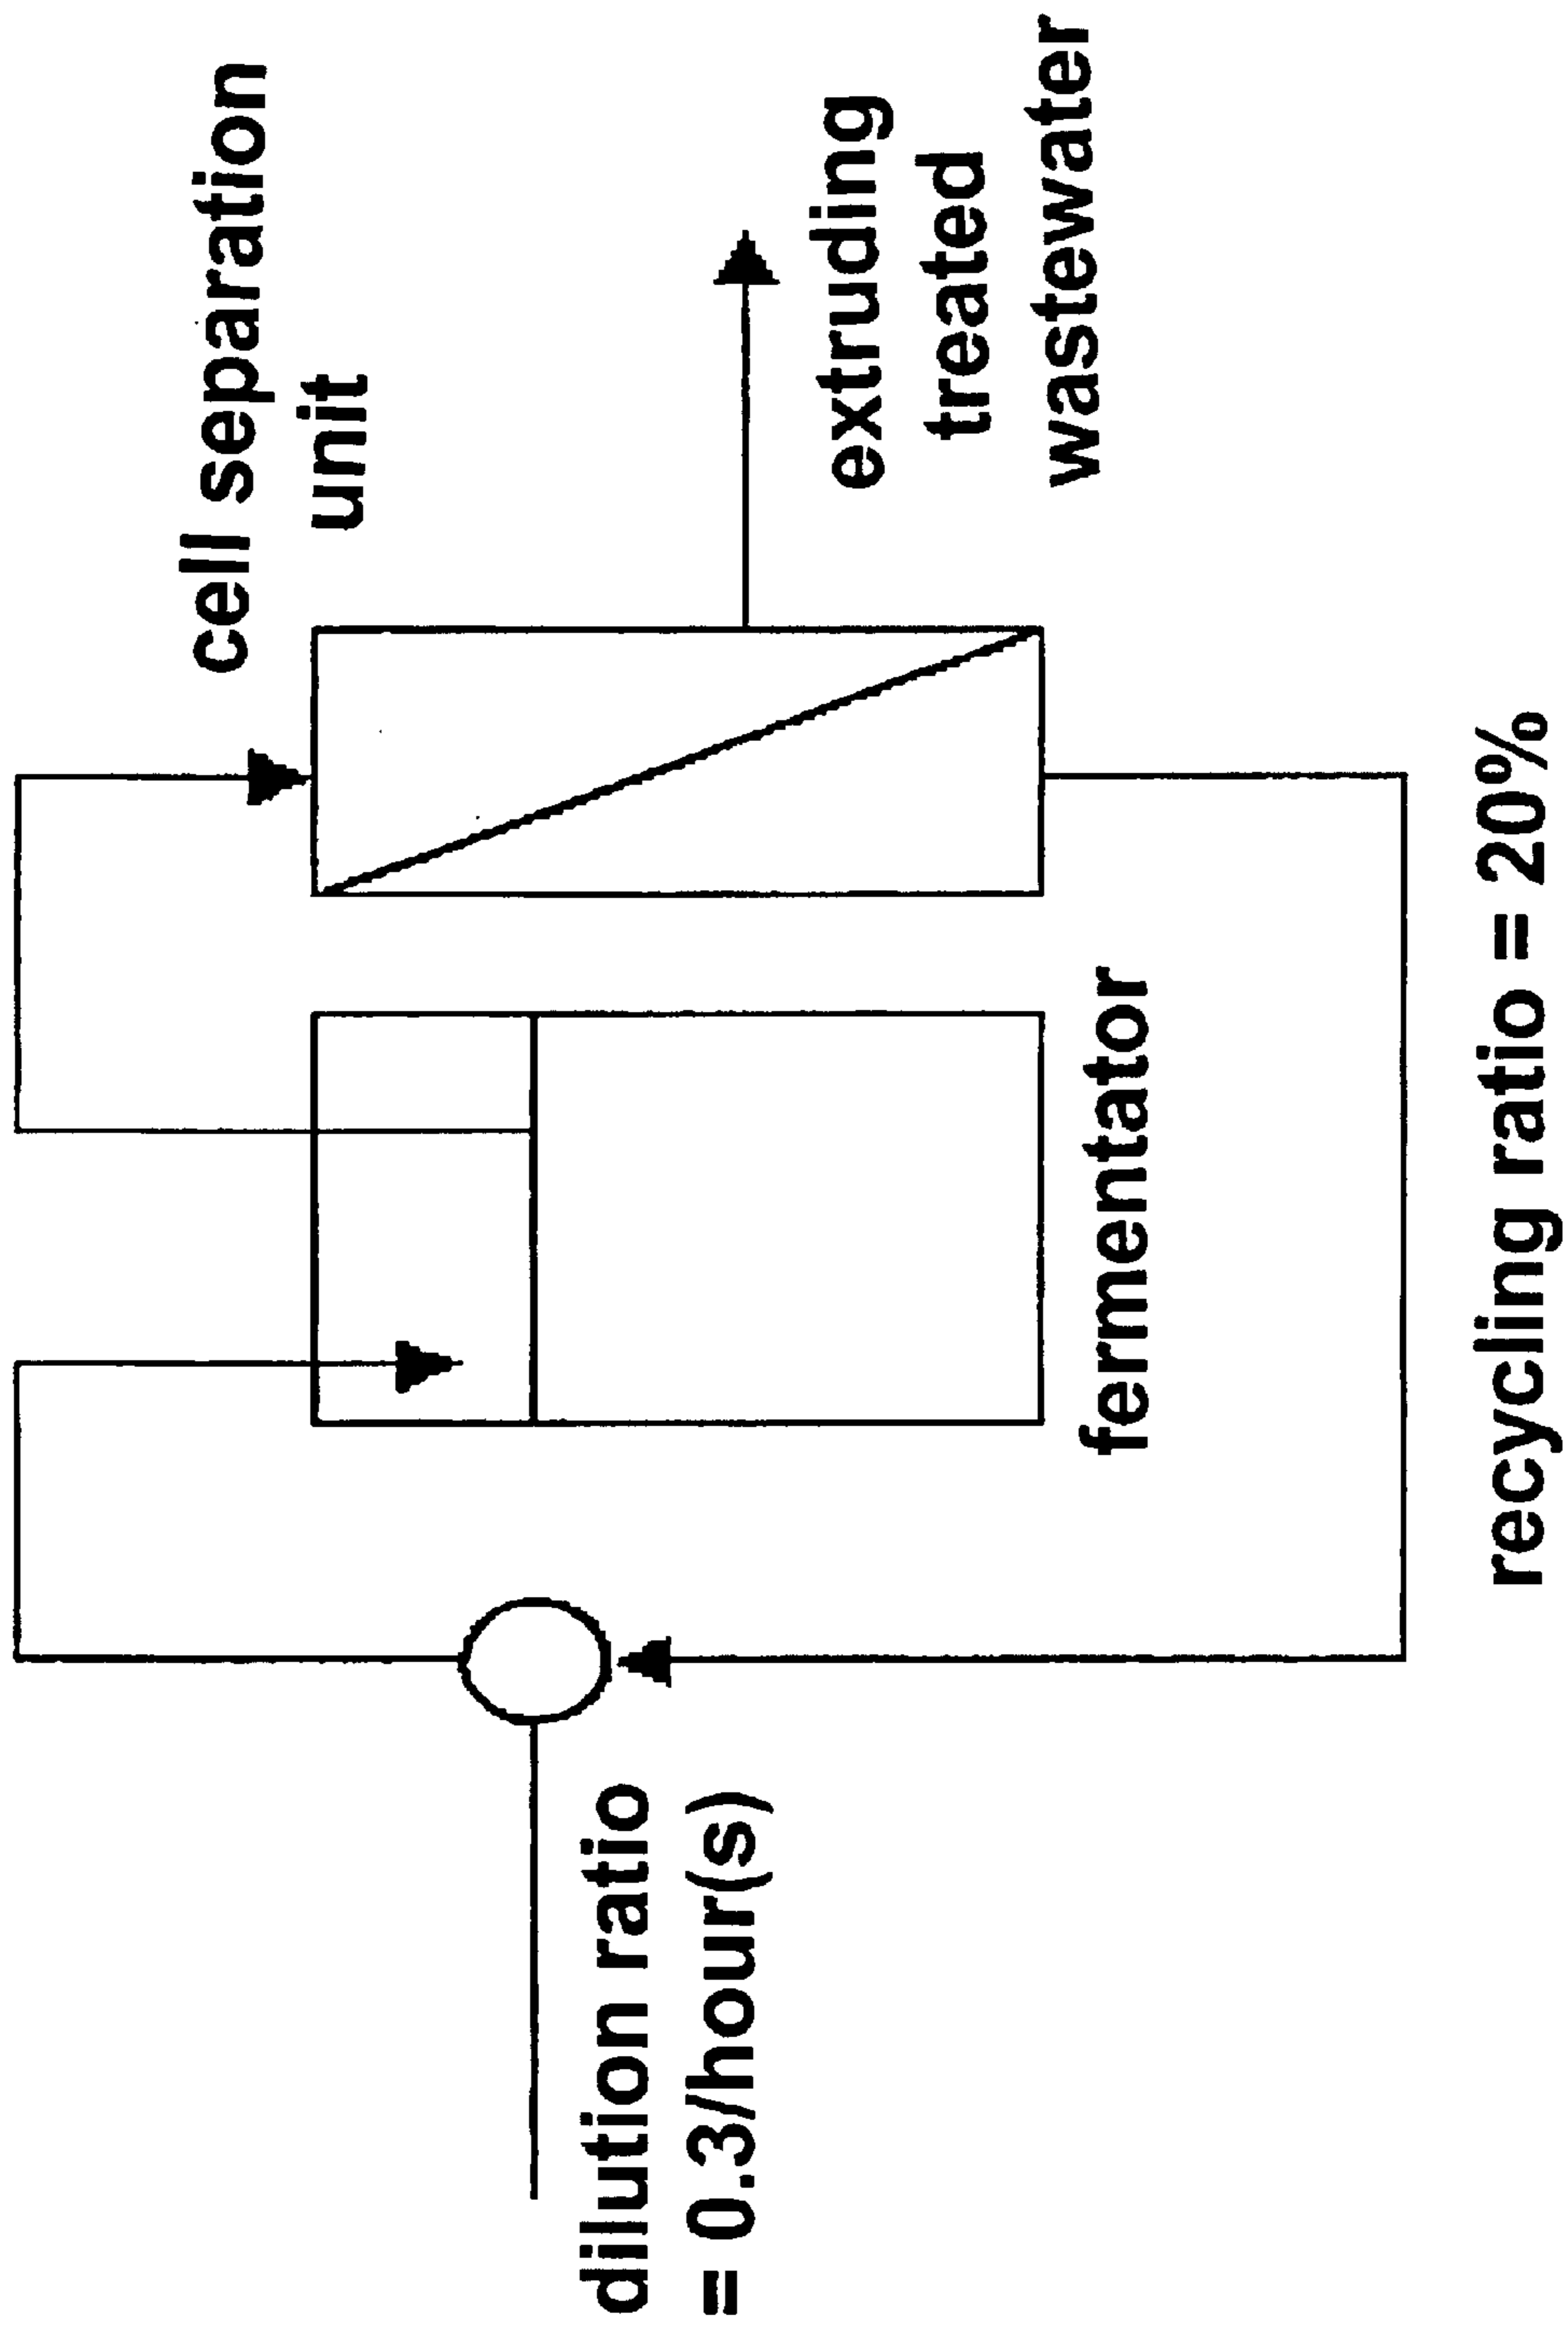 cell separation
unit
extruding
treated
wastewater
fermentator
dilution ratio
= 0.3/hour(s)
recycling ratio = 20%